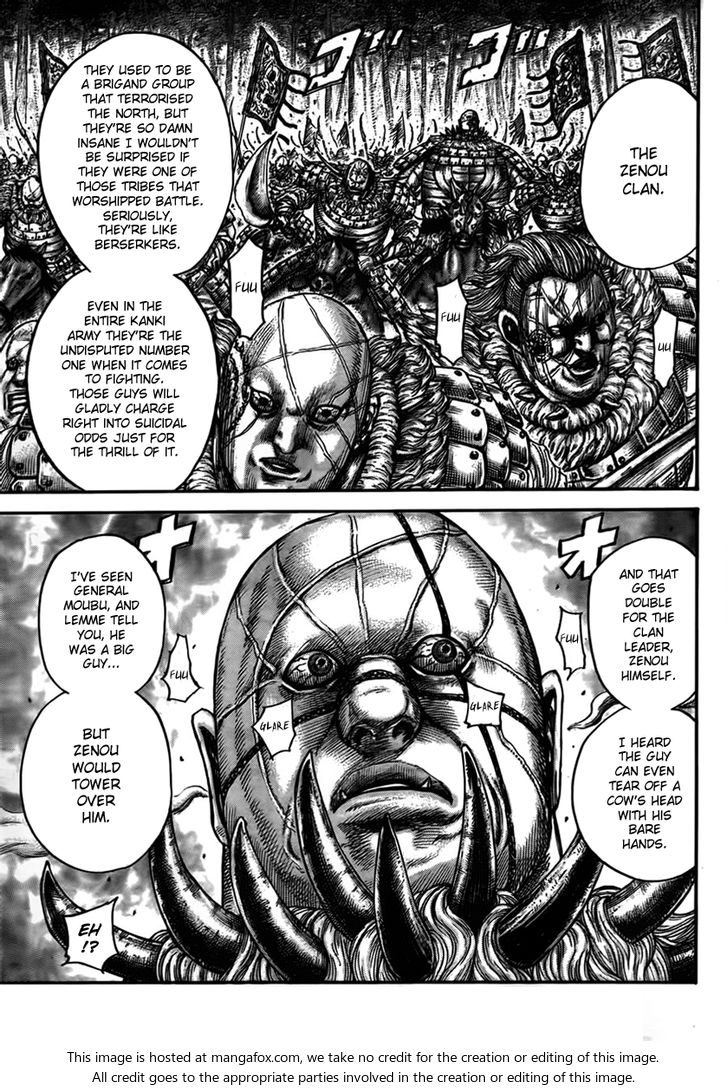 ゴ
ゴ
THE
ZENOU
CLAN.
THEY USED TO BE
A BRIGAND GROUP
THAT TERRORISED
THE NORTH, BUT
THEY'RE SO DAMN
INSANE I WOULDN'T
BE SURPRISED IF
THEY WERE ONE OF
THOSE TRIBES THAT
WORSHIPPED BATTLE.
SERIOUSLY,
THEY'RE LIKE
BERSERKERS.
EVEN IN THE
ENTIRE KANKI
ARMY THEY'RE THE
UNDISPUTED NUMBER
ONE WHEN IT COMES
TO FIGHTING.
THOSE GUYS WILL
GLADLY CHARGE
RIGHT INTO SUICIDAL
ODDS JUST FOR
THE THRILL OF IT.
UU
FUU
FUU
オ
オ
AND THAT
GOES
DOUBLE
FOR THE
CLAN
LEADER,
ZENOU
HIMSELF.
FUU
I HEARD
THE GUY
CAN EVEN
TEAR OFF A
COW'S HEAD
WITH HIS
BARE
HANDS.
GLARE
GLARE
I'VE SEEN
GENERAL
MOUBU, AND
LEMME TELL
YOU, HE
WAS A BIG
GUY...
FUU
BUT
ZENOU
WOULD
TOWER
OVER
HIM.
EH
!?
This image is hosted at mangafox.com, we take no credit for the creation or editing of this image.
All credit goes to the appropriate parties involved in the creation or editing of this image.